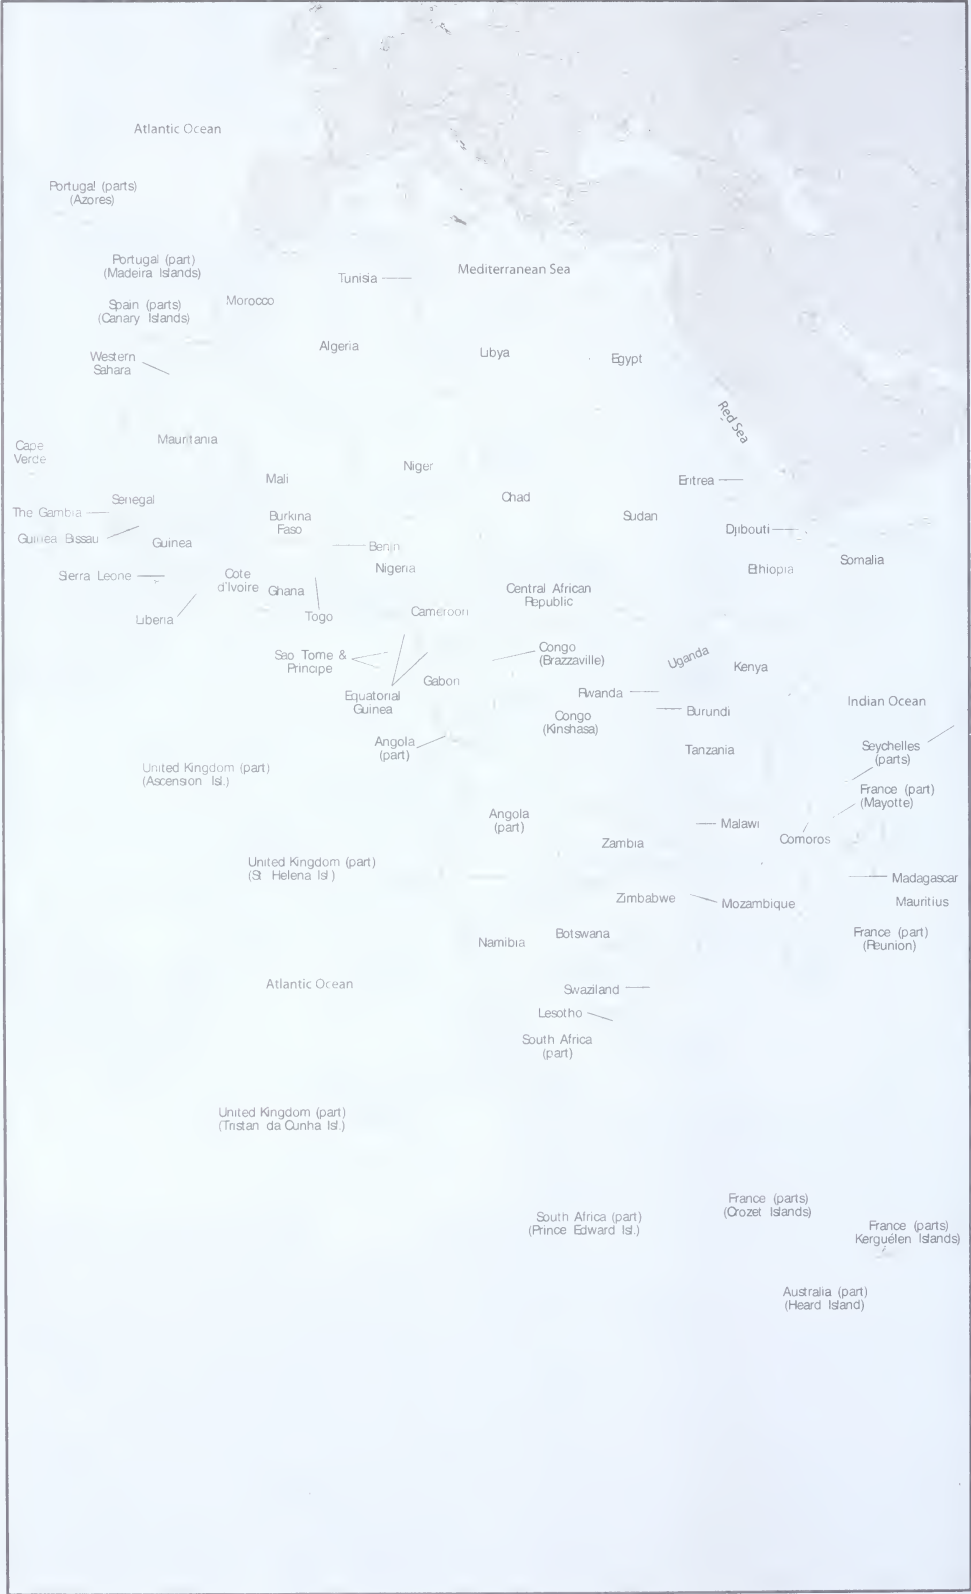 Atlantic Ocean
Portugal (parts)
(Azores)
Portugal (part)
(Madeira Islands)
Tunisia
Mediterranean Sea
Spain (parts)
(Canary Islands)
Morocco
Algeria
Libya
Egypt
Western
Sahara
Red Sea
Cape
Verde
Mauritania
Mali
Niger
Chad
Eritrea
Senegal
The Gambia
Burkina
Faso
Sudan
Djibouti
Guinea Bissau
Guinea
Benin
Nigeria
Ethiopia
Somalia
Sierra Leone
Cote
d'Ivoire
Ghana
Central African
Republic
Liberia
Togo
Cameroon
Sao Tome &
Principe
Congo
(Brazzaville)
Uganda
Kenya
Gabon
Equatorial
Guinea
Rwanda
Burundi
Indian Ocean
Congo
(Kinshasa)
Angola
(part)
Tanzania
Seychelles
(parts)
United Kingdom (part)
(Ascension Isl.)
France (part)
(Mayotte)
Angola
(part)
Malawi
Comoros
Zambia
United Kingdom (part)
(St Helena Isl)
Madagascar
Zimbabwe
Mozambique
Mauritius
Namibia
Botswana
France (part)
(Reunion)
Atlantic Ocean
Swaziland
Lesotho
South Africa
(part)
United Kingdom (part)
(Tristan da Cunha Isl.)
South Africa (part)
(Prince Edward Isl.)
France (parts)
(Crozet Islands)
France (parts)
Kerguélen Islands)
Australia (part)
(Heard Island)